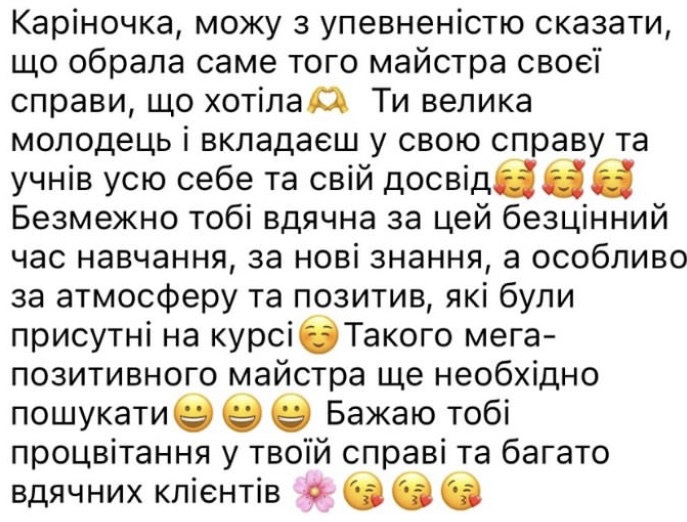 Каріночка, можу з упевненістю сказати,
що обрала саме того майстра своєї
справи, що хотіла🫶 Ти велика
молодець і вкладаєш у свою справу та
учнів усю себе та свій досвід🥰🥰🥰
Безмежно тобі вдячна за цей безцінний
час навчання, за нові знання, а особливо
за атмосферу та позитив, які були
присутні на курсі☺️Такого мега-
позитивного майстра ще необхідно
пошукати😀😀😀 Бажаю тобі
процвітання у твоїй справі та багато
вдячних клієнтів 🌸😘😘😘